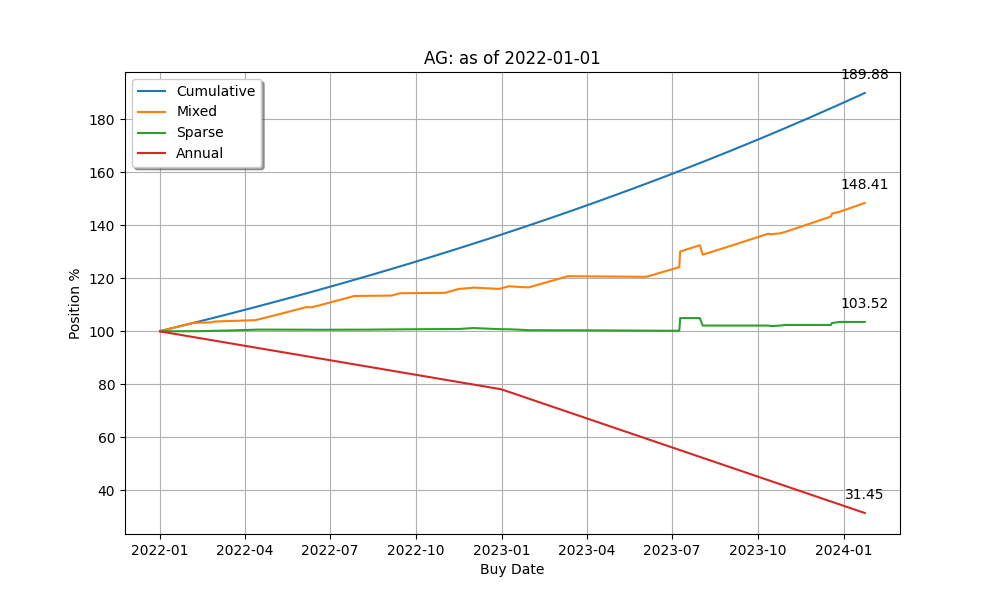 AG: as of 2022-01-01
189.88
Cumulative
Mixed
Sparse
Annual
180
160
148.41
140
120
103.52
100
80
60
40
31.45
Position %
2022-01 2022-04 2022-07 2022-10 2023-01 2023-04 2023-07 2023-10 2024-01
Buy Date